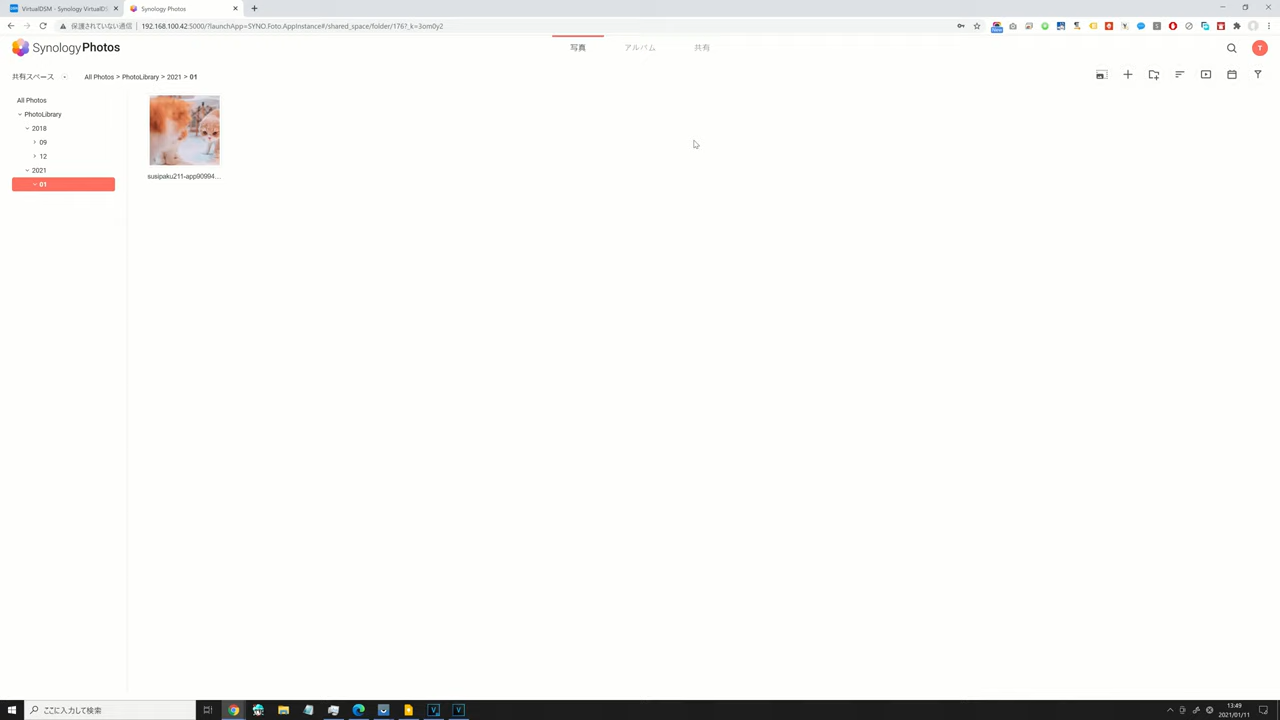 VirtualDSM - Synology VirtualD
Synology Photos
保護されていない通信
192.168.100.42:5000/?launchApp=SYNO.Foto.AppInstance#/shared_space/folder/176?_k=3om0y2
New
SynologyPhotos
写真
アルバム
共有
T
共有スペース
All Photos > PhotoLibrary > 2021 > 01
All Photos
PhotoLibrary
2018
09
12
2021
01
susipaku211-app90994...
ここに入力して検索
13:49
2021/01/11